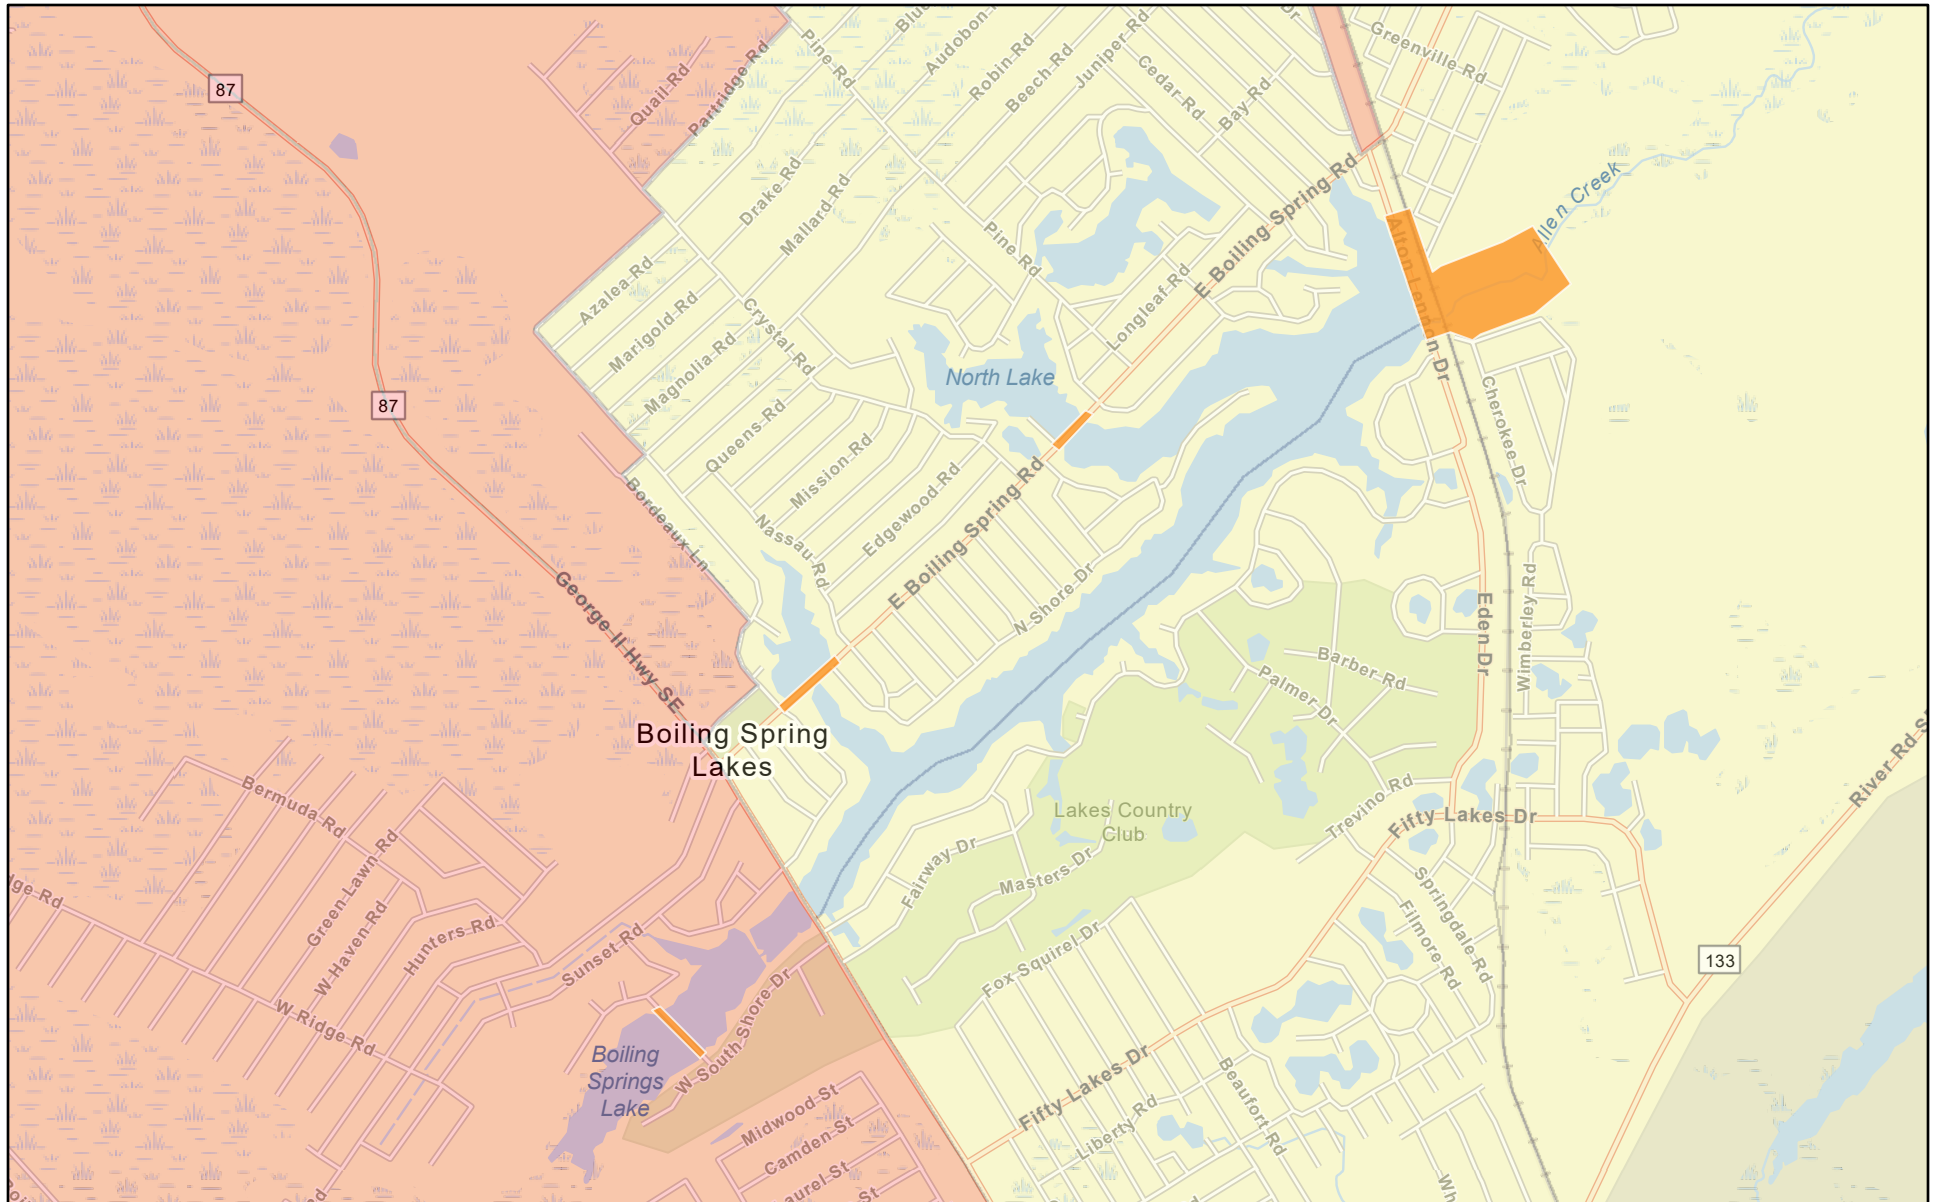 Pine Rd
Audobon
Robin Rd
Beech Rd
Juniper Rd
Cedar Rd
Bay Rd
Dr
Greenville Rd
87
Quail Rd
Partridge Rd
Drake Rd
Mallard Rd
Pine Rd
Longleaf Rd
E Boiling Spring Rd
Allen Creek
Alton Lennon Dr
Azalea Rd
Marigold Rd
Magnolia Rd
Crystal Rd
North Lake
87
Queens Rd
Mission Rd
Edgewood Rd
Nassau Rd
Bordeaux Ln
E Boiling Spring Rd
N Shore Dr
Cherokee Dr
Eden Dr
Wimberley Rd
George II Hwy SE
Boiling Spring
Lakes
Barber Rd
Palmer Dr
Trevino Rd
Fifty Lakes Dr
River Rd S
Lakes Country
Club
Fairway Dr
Masters Dr
Fox Squirel Dr
Springdale Rd
Filmore Rd
133
Bermuda Rd
Green Lawn Rd
W Haven Rd
Hunters Rd
Sunset Rd
W Ridge Rd
W South Shore Dr
Boiling
Springs
Lake
Midwood St
Camden St
St
Fifty Lakes Dr
Liberty Rd
Beaufort Rd